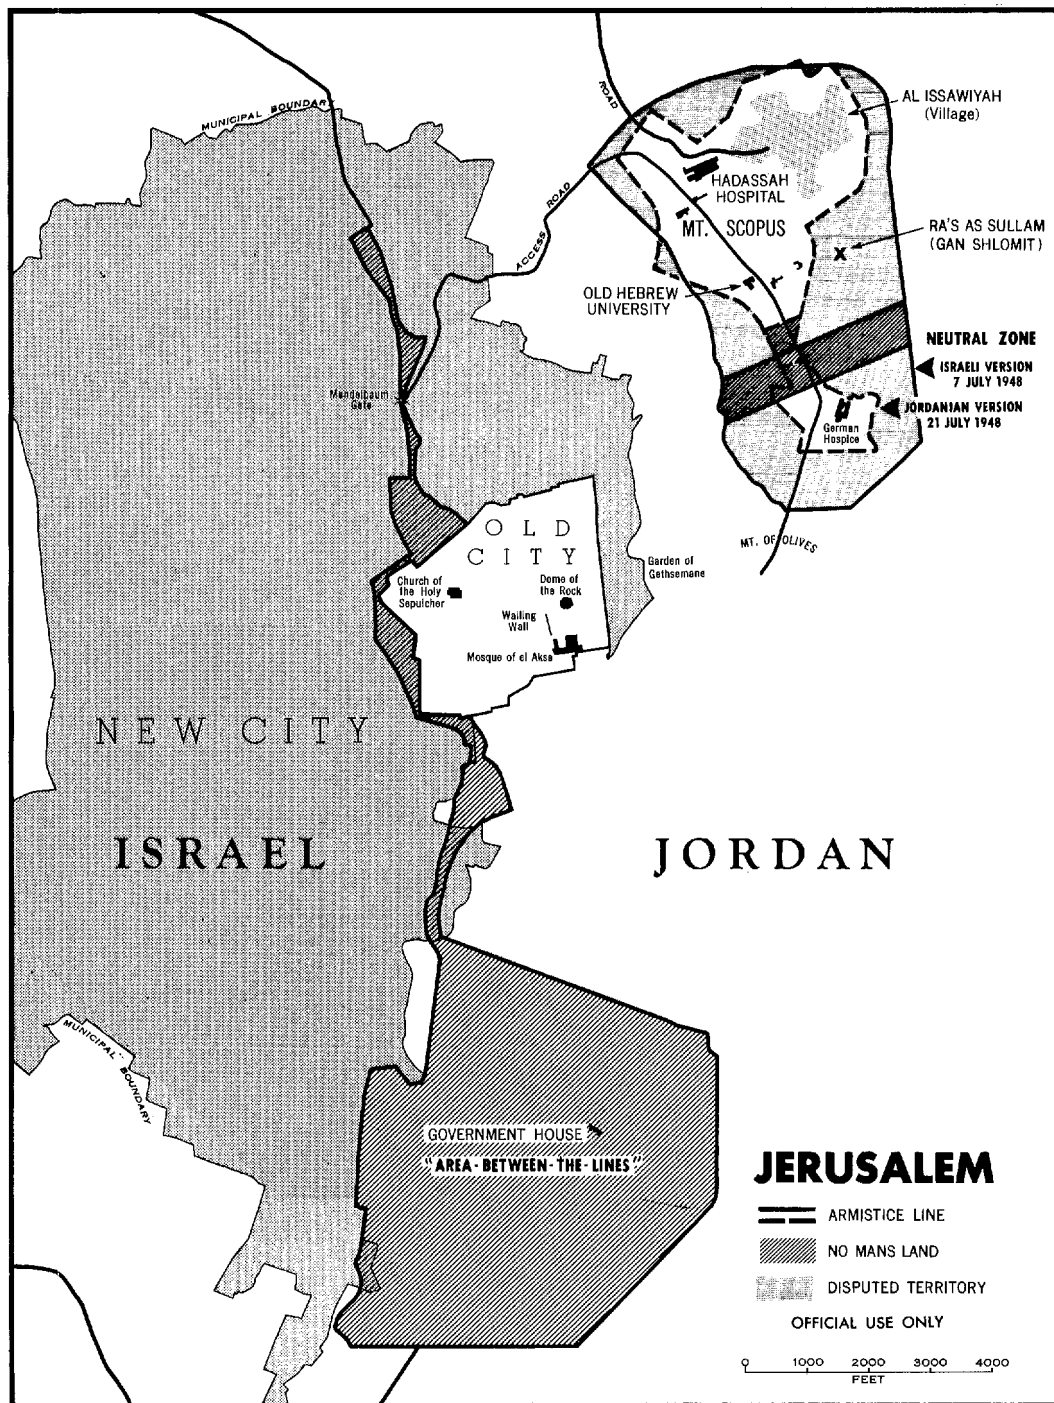 MUNICIPAL BOUNDARY
ROAD
AL ISSAWIYAH
(Village)
HADASSAH
HOSPITAL
ACCESS ROAD
MT. SCOPUS
RA'S AS SULLAM
(GAN SHLOMIT)
OLD HEBREW
UNIVERSITY
NEUTRAL ZONE
ISRAELI VERSION
7 JULY 1948
JORDANIAN VERSION
21 JULY 1948
Mandelbaum
Gate
German
Hospice
OLD
CITY
MT. OF OLIVES
Garden of
Gethsemane
Church of
the Holy
Sepulcher
Dome of
the Rock
Wailing
Wall
Mosque of el Aksa
NEW CITY
ISRAEL
JORDAN
MUNICIPAL BOUNDARY
GOVERNMENT HOUSE
"AREA-BETWEEN-THE-LINES"
JERUSALEM
ARMISTICE LINE
NO MANS LAND
DISPUTED TERRITORY
OFFICIAL USE ONLY
0 1000 2000 3000 4000
FEET